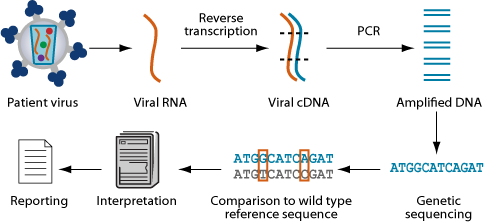 Reverse
transcription
PCR
Patient virus
Viral RNA
Viral cDNA
Amplified DNA
ATGGCATCAGAT
ATGTCATCCGAT
ATGGCATCAGAT
Reporting
Interpretation
Comparison to wild type
reference sequence
Genetic
sequencing